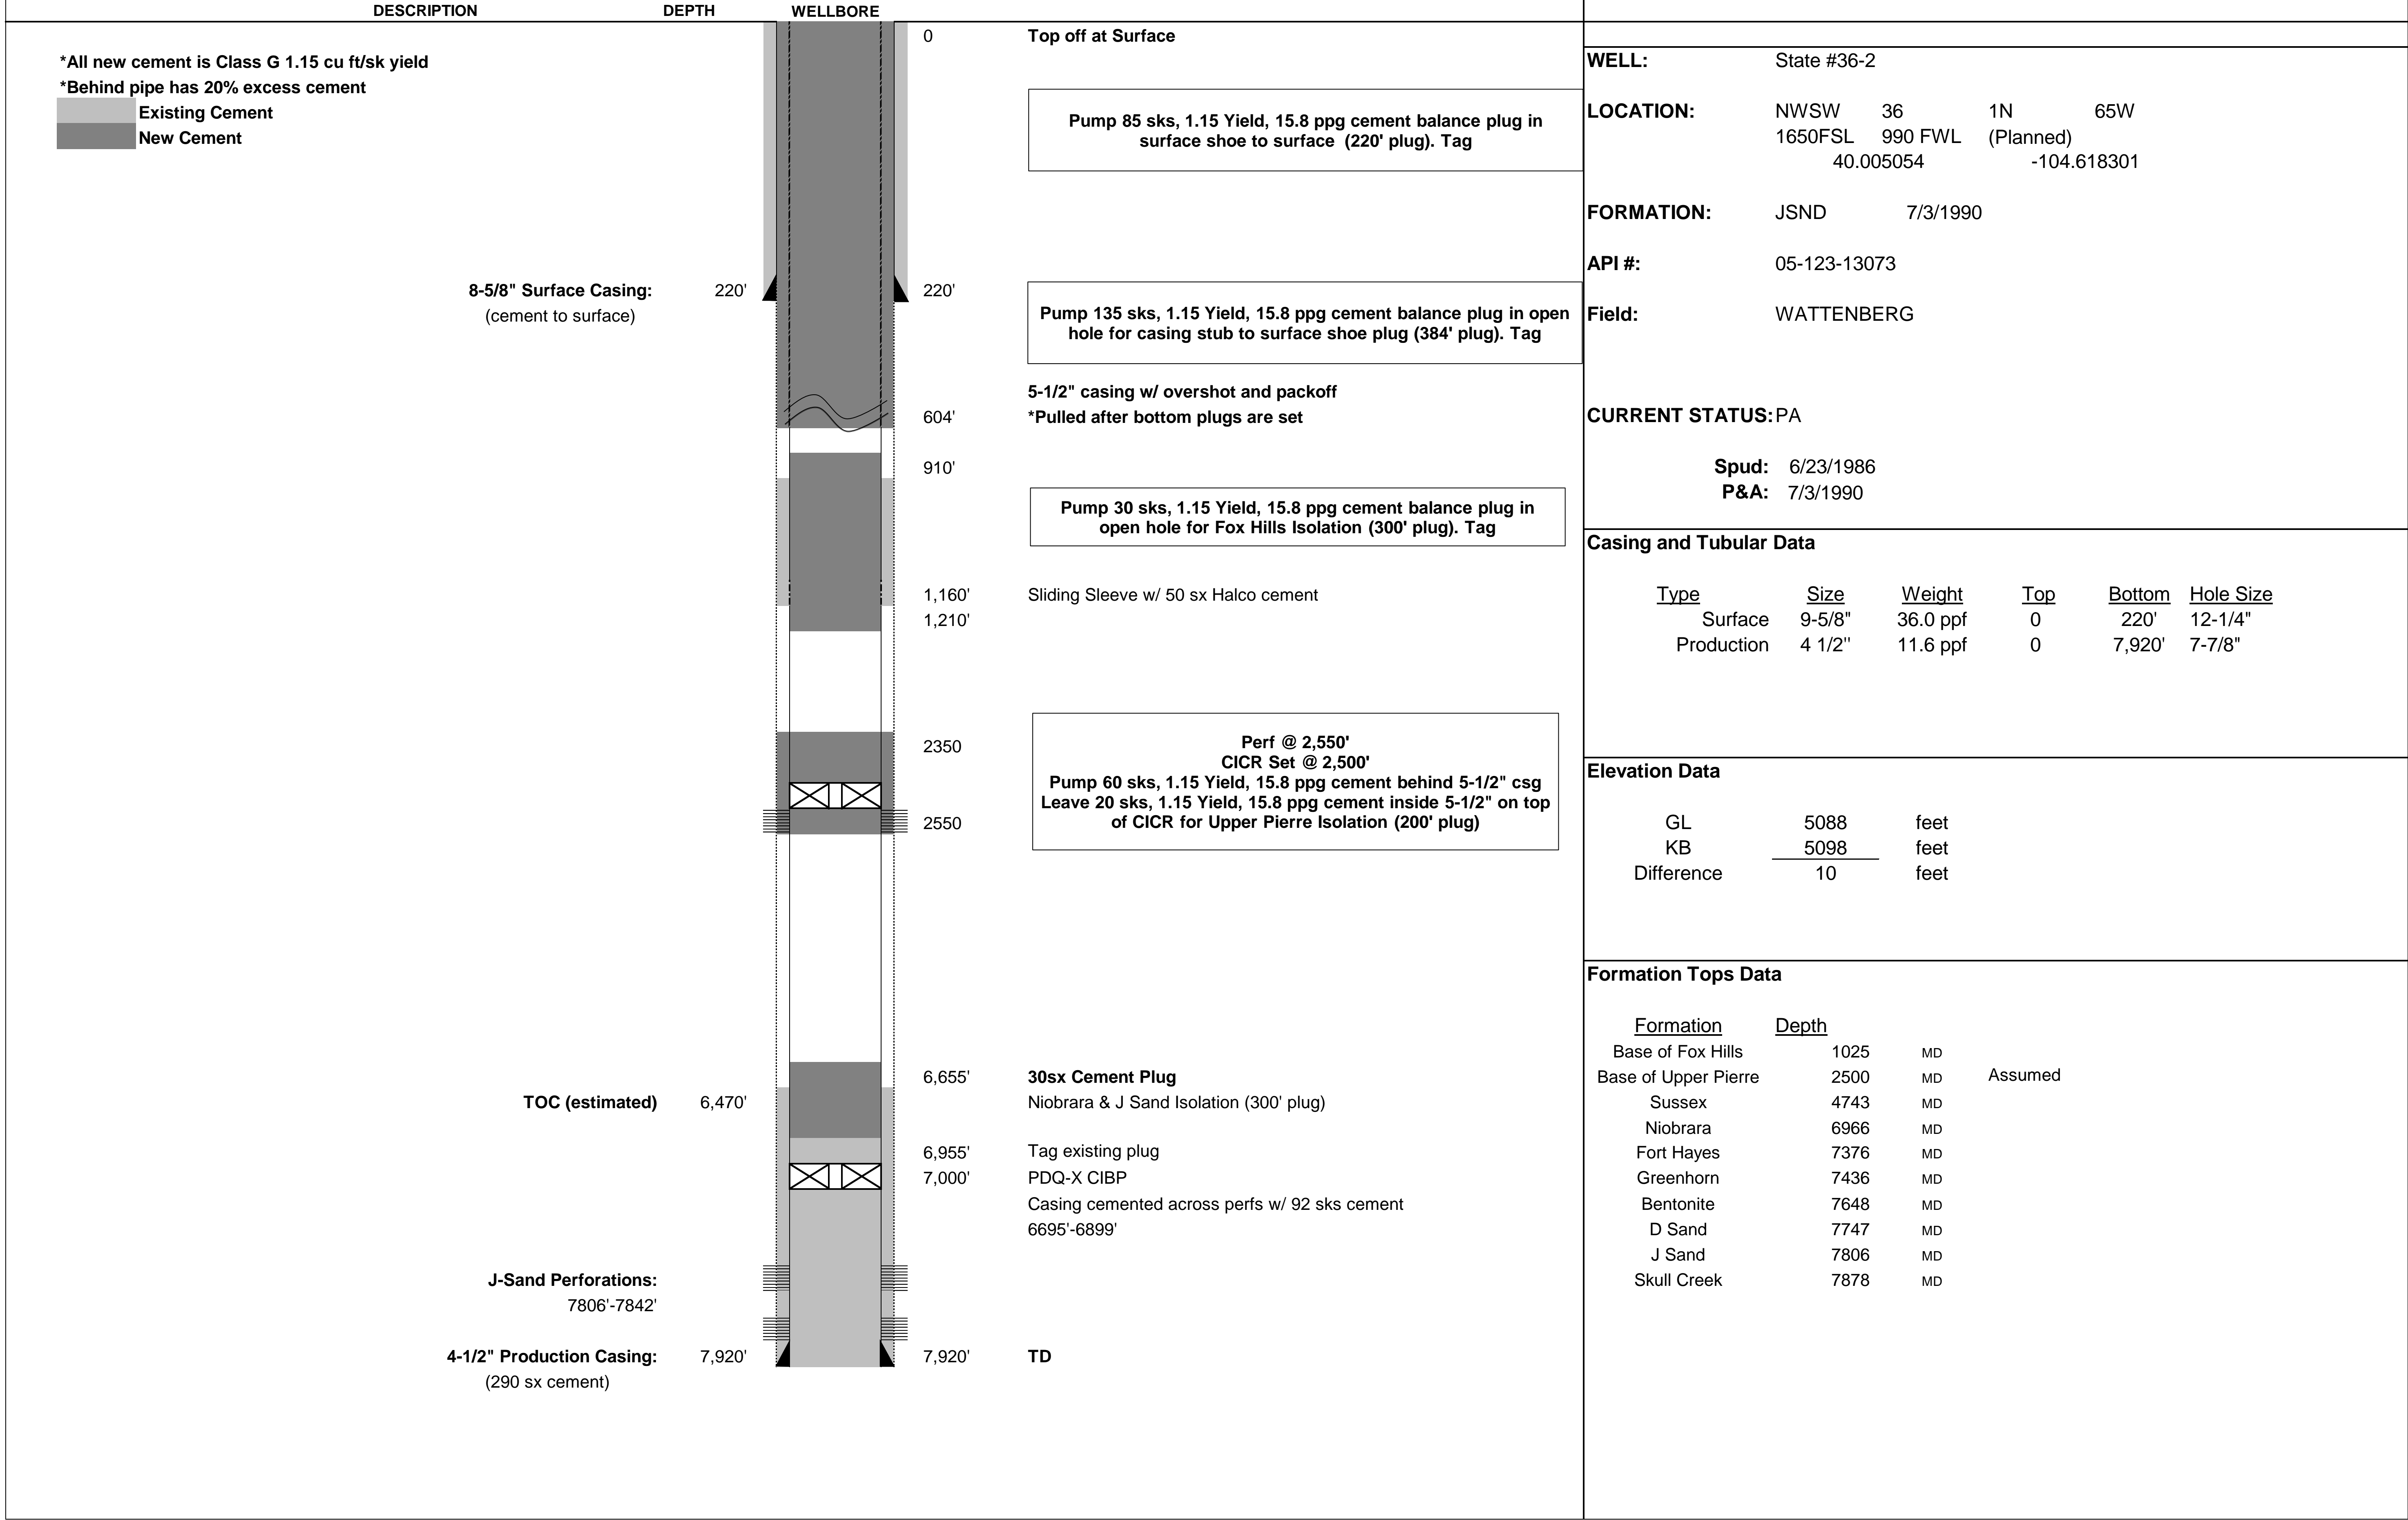 DESCRIPTION DEPTH WELLBORE
*All new cement is Class G 1.15 cu ft/sk yield
*Behind pipe has 20% excess cement
Existing Cement
New Cement
8-5/8" Surface Casing: 220'
(cement to surface)
TOC (estimated) 6,470'
J-Sand Perforations:
7806'-7842'
4-1/2" Production Casing: 7,920'
(290 sx cement)
0 Top off at Surface
Pump 85 sks, 1.15 Yield, 15.8 ppg cement balance plug in
surface shoe to surface (220' plug). Tag
220'
Pump 135 sks, 1.15 Yield, 15.8 ppg cement balance plug in open
hole for casing stub to surface shoe plug (384' plug). Tag
5-1/2" casing w/ overshot and packoff
604' *Pulled after bottom plugs are set
910'
Pump 30 sks, 1.15 Yield, 15.8 ppg cement balance plug in
open hole for Fox Hills Isolation (300' plug). Tag
1,160' Sliding Sleeve w/ 50 sx Halco cement
1,210'
2350
Perf @ 2,550'
CICR Set @ 2,500'
Pump 60 sks, 1.15 Yield, 15.8 ppg cement behind 5-1/2" csg
Leave 20 sks, 1.15 Yield, 15.8 ppg cement inside 5-1/2" on top
of CICR for Upper Pierre Isolation (200' plug)
2550
6,655' 30sx Cement Plug
Niobrara & J Sand Isolation (300' plug)
6,955' Tag existing plug
7,000' PDQ-X CIBP
Casing cemented across perfs w/ 92 sks cement
6695'-6899'
7,920' TD
WELL: State #36-2
LOCATION: NWSW 36 1N 65W
1650FSL 990 FWL (Planned)
40.005054 -104.618301
FORMATION: JSND 7/3/1990
API #: 05-123-13073
Field: WATTENBERG
CURRENT STATUS: PA
Spud: 6/23/1986
P&A: 7/3/1990
Casing and Tubular Data
Type Size Weight Top Bottom Hole Size
Surface 9-5/8" 36.0 ppf 0 220' 12-1/4"
Production 4 1/2" 11.6 ppf 0 7,920' 7-7/8"
Elevation Data
GL 5088 feet
KB 5098 feet
Difference 10 feet
Formation Tops Data
Formation Depth
Base of Fox Hills 1025 MD
Base of Upper Pierre 2500 MD Assumed
Sussex 4743 MD
Niobrara 6966 MD
Fort Hayes 7376 MD
Greenhorn 7436 MD
Bentonite 7648 MD
D Sand 7747 MD
J Sand 7806 MD
Skull Creek 7878 MD